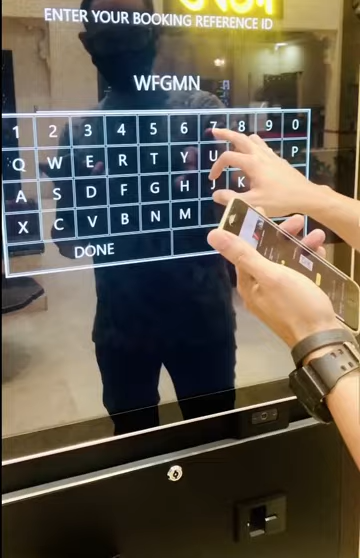 ENTER YOUR BOOKING REFERENCE ID
WFGMN
1 2 3 4 5 6 7 8 9 0
Q W E R T Y U P
A S D F G H J K
X C V B N M
DONE